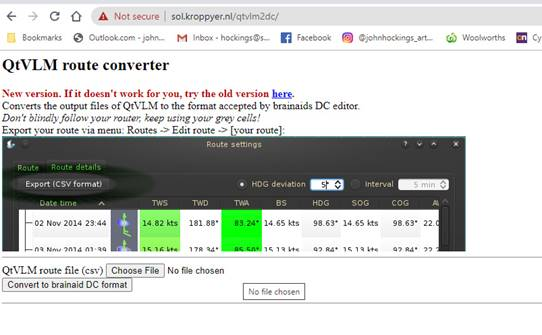 Not secure | sol.kroppyer.nl/qtvlm2dc/
Bookmarks Outlook.com - john... Inbox - hockings@s... Facebook @johnhockings_art... Woolworths Cy
QtVLM route converter
New version. If it doesn't work for you, try the old version here.
Converts the output files of QtVLM to the format accepted by brainaids DC editor.
Don't blindly follow your router, keep using your grey cells!
Export your route via menu: Routes -> Edit route -> [your route]:
Route settings
Route Route details
Export (CSV format) HDG deviation 5° Interval 5 min
Date time TWS TWD TWA BS HDG SOG COG
02 Nov 2014 23:44 14.82 kts 181.88° 83.24° 14.65 kts 98.63° 14.65 kts 98.63° 22.0
03 Nov 2014 01:39 15.16 kts 178.34° 85.50° 15.13 kts 92.84° 15.13 kts 92.84° 22.
QtVLM route file (csv) Choose File No file chosen
Convert to brainaid DC format
No file chosen